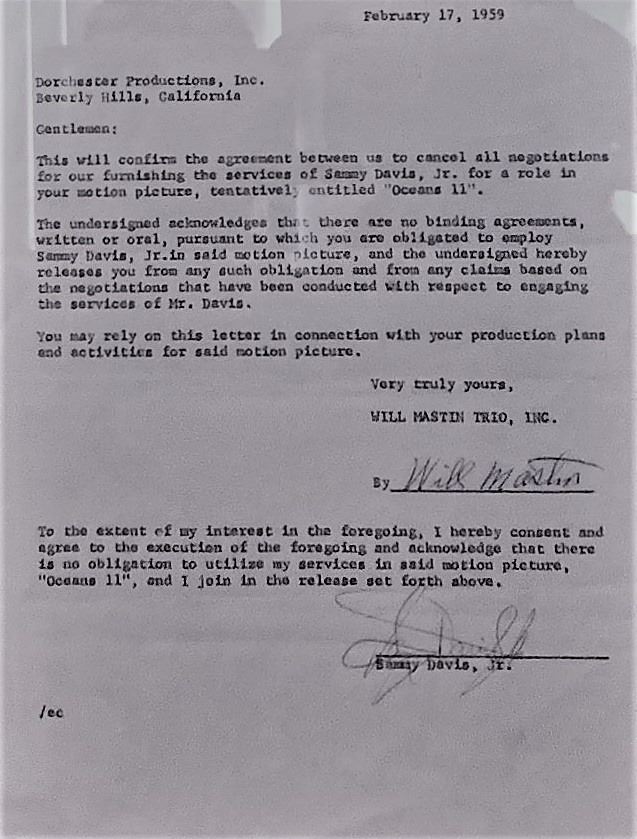 February 17, 1959
Dorchester Productions, Inc.
Beverly Hills, California
Gentlemen:
This will confirm the agreement between us to cancel all negotiations
for our furnishing the services of Sammy Davis, Jr. for a role in
your motion picture, tentatively entitled "Oceans 11".
The undersigned acknowledges that there are no binding agreements,
written or oral, pursuant to which you are obligated to employ
Sammy Davis, Jr.in said motion picture, and the undersigned hereby
releases you from any such obligation and from any claims based on
the negotiations that have been conducted with respect to engaging
the services of Mr. Davis.
You may rely on this letter in connection with your production plans
and activities for said motion picture.
Very truly yours,
WILL MASTIN TRIO, INC.
By Will Mastin
To the extent of my interest in the foregoing, I hereby consent and
agree to the execution of the foregoing and acknowledge that there
is no obligation to utilize my services in said motion picture,
"Oceans 11", and I join in the release set forth above.
Sammy Davis, Jr.
/ec